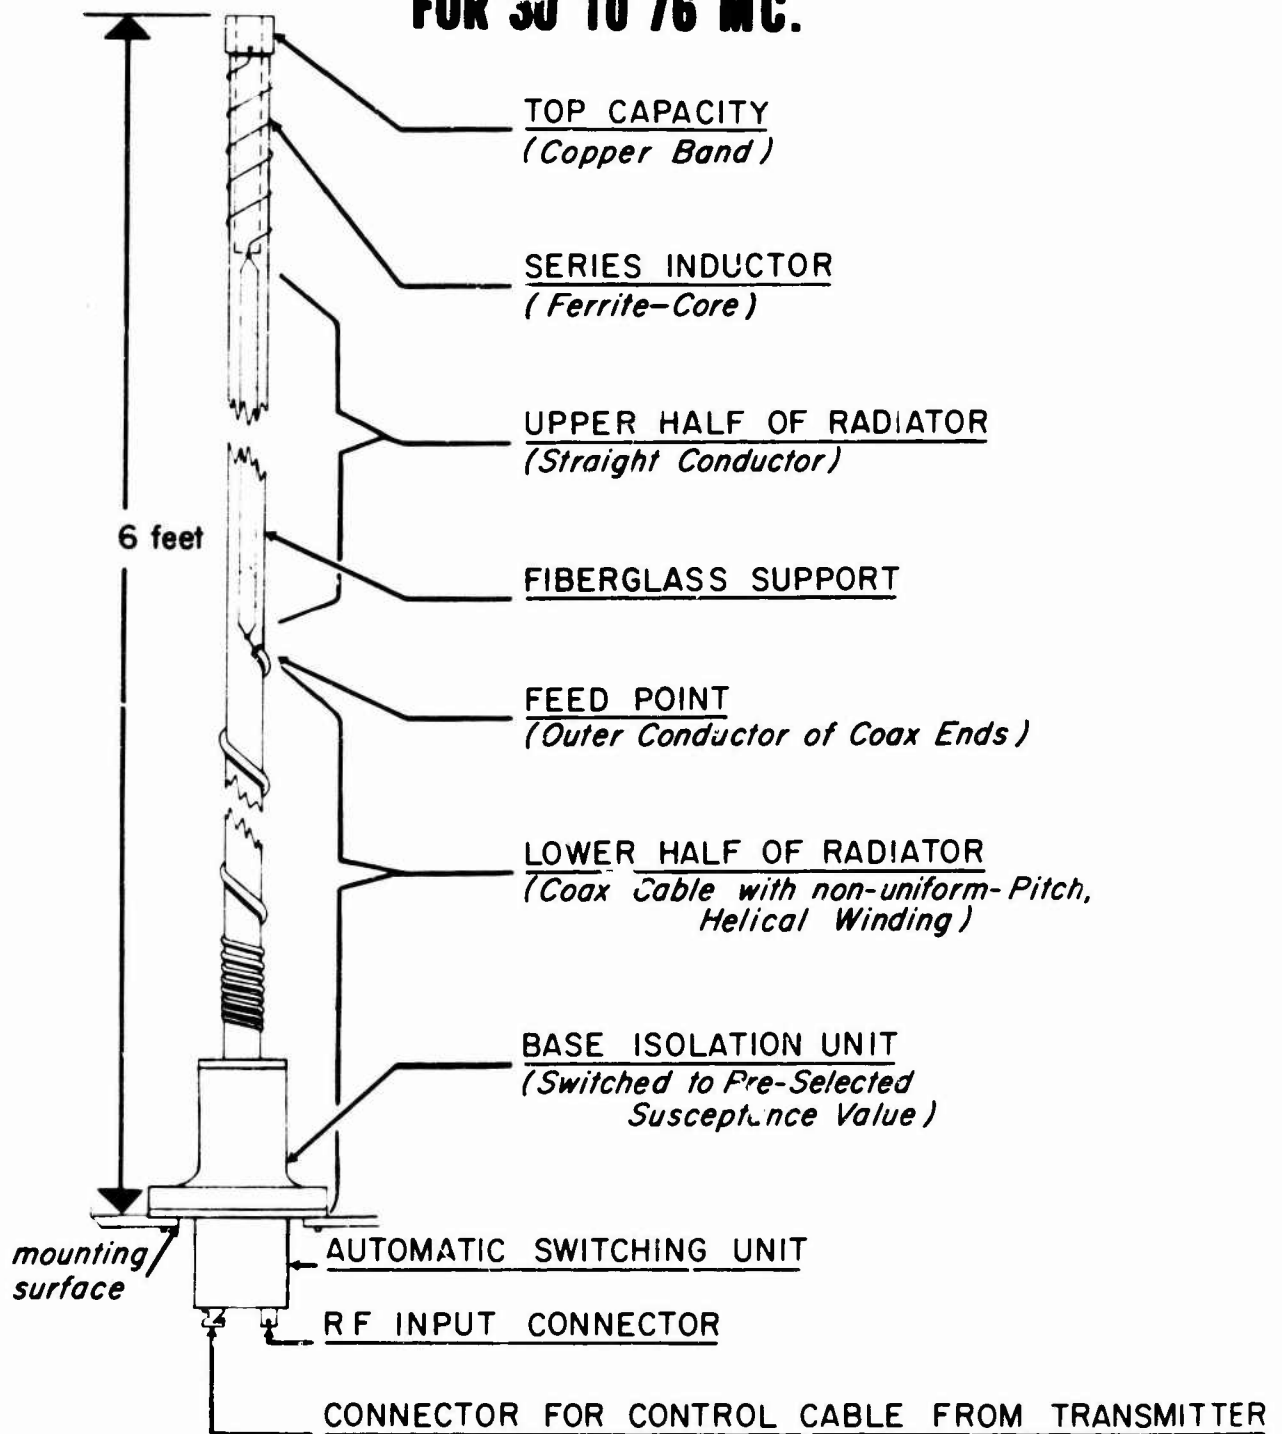 FOR 30 TO 76 MC.
TOP CAPACITY
(Copper Band)
SERIES INDUCTOR
(Ferrite-Core)
UPPER HALF OF RADIATOR
(Straight Conductor)
6 feet
FIBERGLASS SUPPORT
FEED POINT
(Outer Conductor of Coax Ends)
LOWER HALF OF RADIATOR
(Coax Cable with non-uniform-Pitch,
Helical Winding)
BASE ISOLATION UNIT
(Switched to Pre-Selected
Susceptance Value)
mounting
surface
AUTOMATIC SWITCHING UNIT
RF INPUT CONNECTOR
CONNECTOR FOR CONTROL CABLE FROM TRANSMITTER